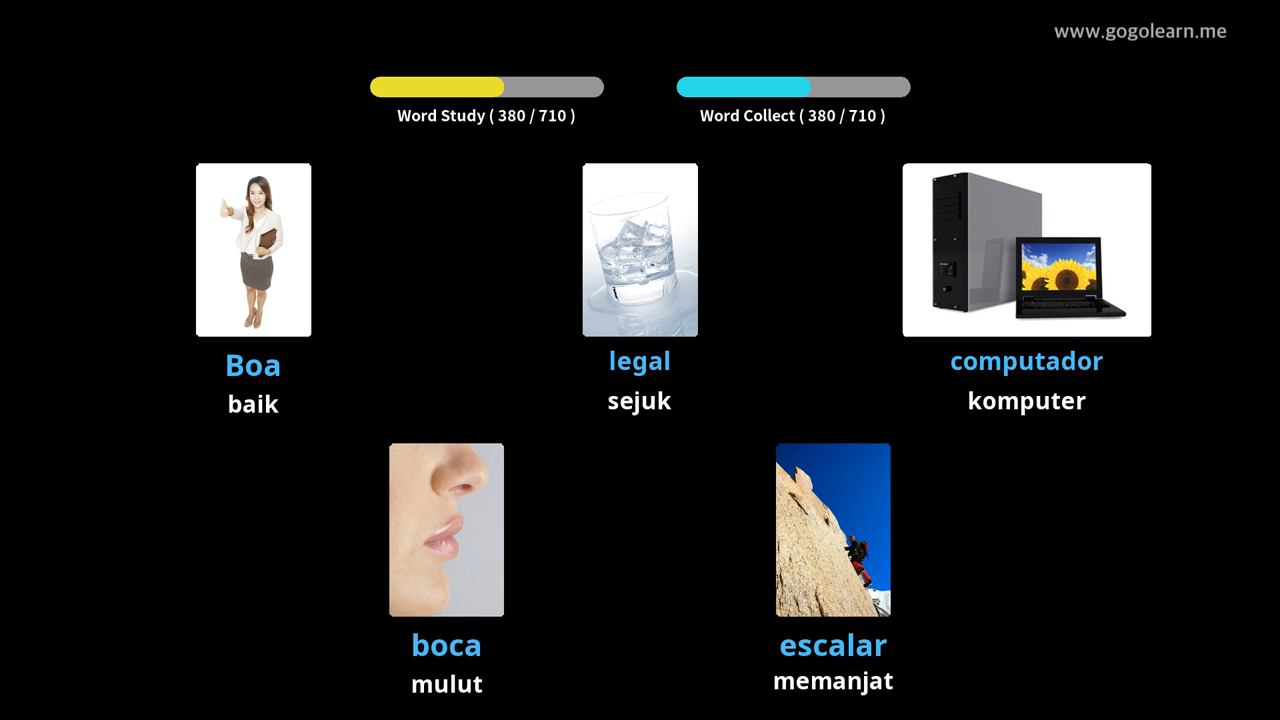 www.gogolearn.me
Word Study ( 380 / 710 )
Word Collect ( 380 / 710 )
Boa
baik
legal
sejuk
computador
komputer
boca
mulut
escalar
memanjat